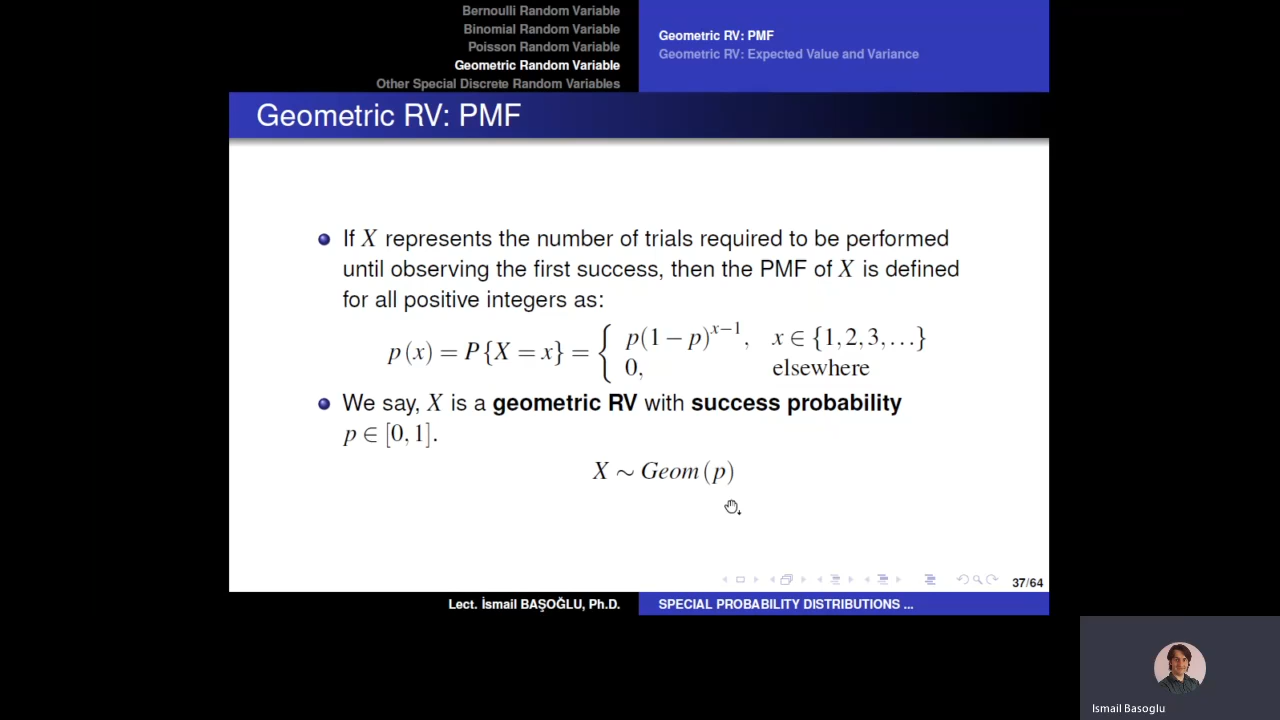 Bernoulli Random Variable
Binomial Random Variable
Poisson Random Variable
Geometric Random Variable
Other Special Discrete Random Variables
Geometric RV: PMF
Geometric RV: Expected Value and Variance
Geometric RV: PMF
If X represents the number of trials required to be performed
until observing the first success, then the PMF of X is defined
for all positive integers as:
p(x) = P{X = x} = { p(1 − p)^{x−1}, x ∈ {1, 2, 3, …}
0, elsewhere
We say, X is a geometric RV with success probability
p ∈ [0, 1].
X ∼ Geom(p)
37/64
Lect. İsmail BAŞOĞLU, Ph.D.
SPECIAL PROBABILITY DISTRIBUTIONS ...
Ismail Basoglu